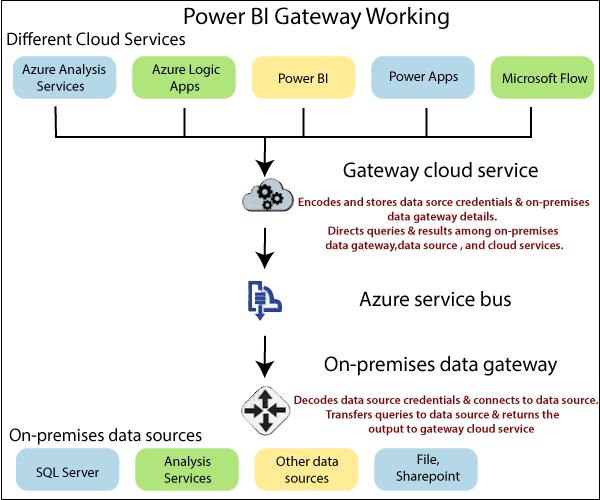 Power BI Gateway Working
Different Cloud Services
Azure Analysis
Services
Azure Logic
Apps
Power BI
Power Apps
Microsoft Flow
Gateway cloud service
Encodes and stores data sorce credentials & on-premises
data gateway details.
Directs queries & results among on-premises
data gateway,data source , and cloud services.
Azure service bus
On-premises data gateway
Decodes data source credentials & connects to data source.
Transfers queries to data source & returns the
output to gateway cloud service
On-premises data sources
SQL Server
Analysis
Services
Other data
sources
File,
Sharepoint